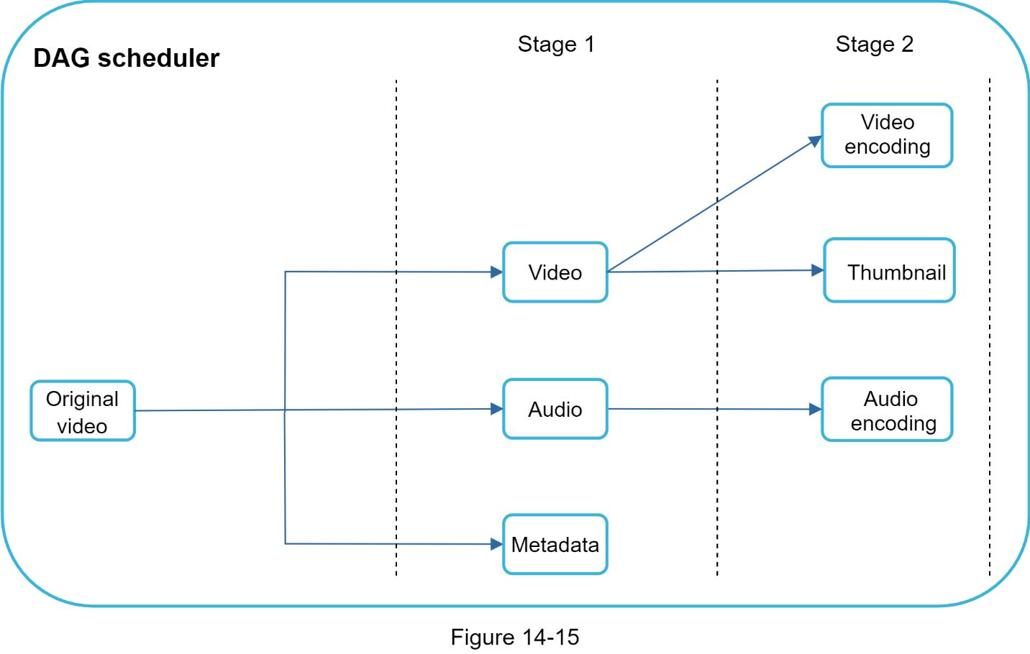 DAG scheduler
Stage 1
Stage 2
Video
encoding
Video
Thumbnail
Original
video
Audio
Audio
encoding
Metadata
Figure 14-15